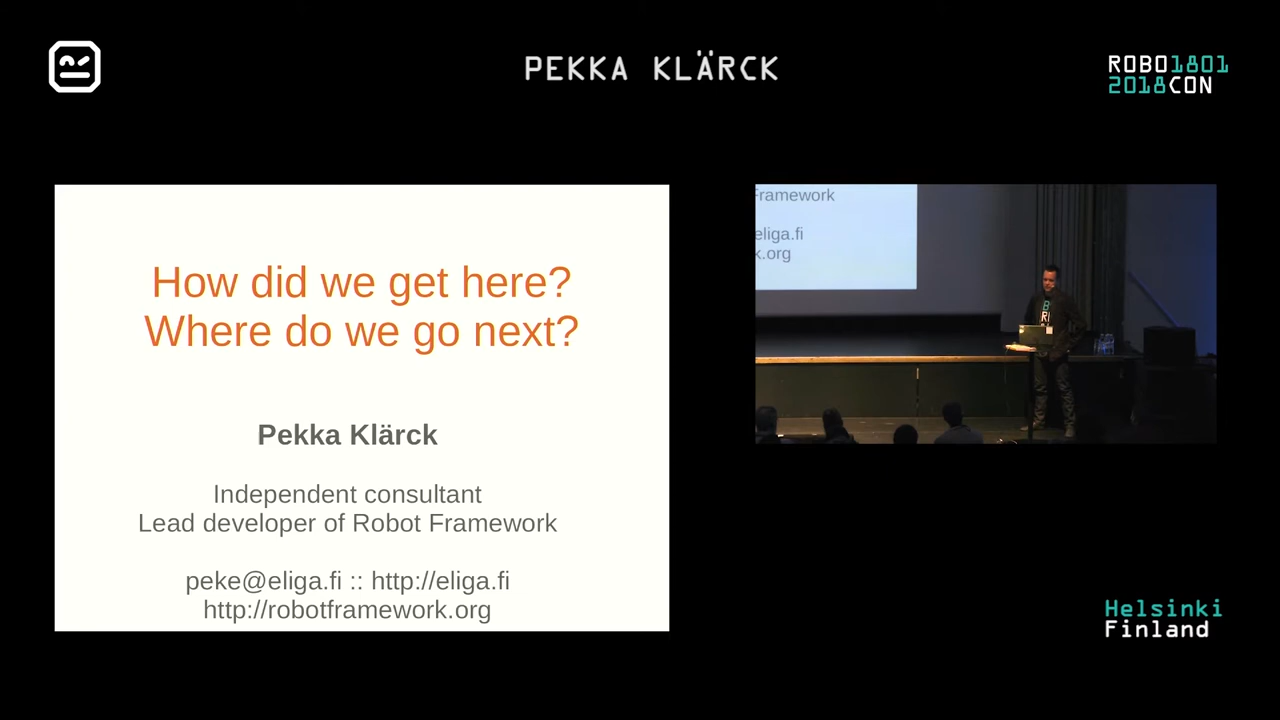 PEKKA KLÄRCK
ROBO1801
2018CON
How did we get here?
Where do we go next?
Pekka Klärck
Independent consultant
Lead developer of Robot Framework
peke@eliga.fi :: http://eliga.fi
http://robotframework.org
Framework
eliga.fi
k.org
Helsinki
Finland